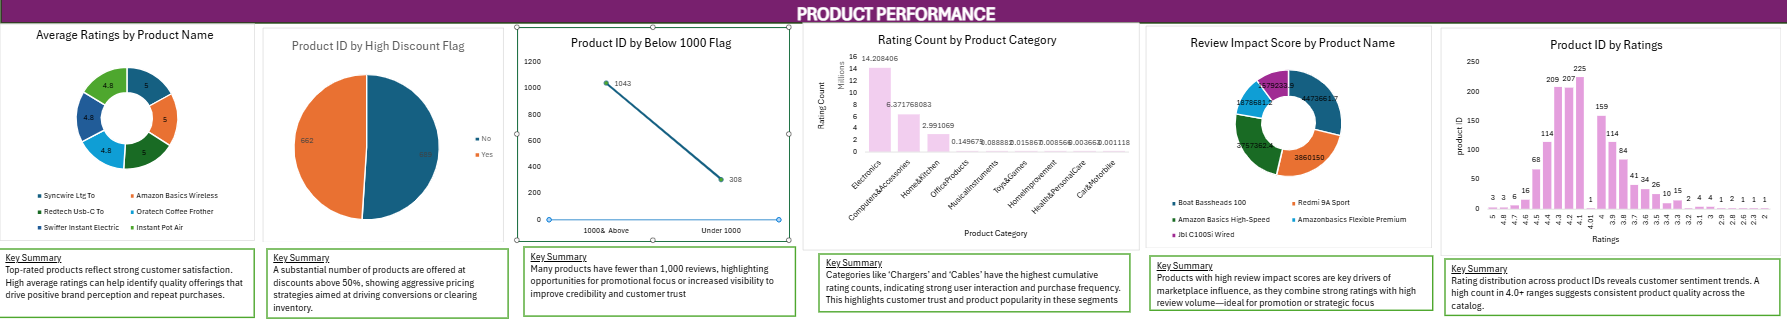 PRODUCT PERFORMANCE
Average Ratings by Product Name
5
5
5
4.8
4.8
4.8
Syncwire Ltg To
Amazon Basics Wireless
Redtech Usb-C To
Oratech Coffee Frother
Swiffer Instant Electric
Instant Pot Air
Key Summary
Top-rated products reflect strong customer satisfaction.
High average ratings can help identify quality offerings that
drive positive brand perception and repeat purchases.
Product ID by High Discount Flag
662
No
Yes
Key Summary
A substantial number of products are offered at
discounts above 50%, showing aggressive pricing
strategies aimed at driving conversions or clearing
inventory.
Product ID by Below 1000 Flag
1200
1000
800
600
400
200
0
1043
308
1000& Above
Under 1000
Key Summary
Many products have fewer than 1,000 reviews, highlighting
opportunities for promotional focus or increased visibility to
improve credibility and customer trust
Rating Count by Product Category
Rating Count
Millions
16
14
12
10
8
6
4
2
0
14.208406
6.371768083
2.991069
0.149675
0.088882
0.015867
0.008566
0.003663
0.001118
Electronics
Computers&Accessories
Home&Kitchen
OfficeProducts
MusicalInstruments
Toys&Games
HomeImprovement
Health&PersonalCare
Car&Motorbike
Product Category
Key Summary
Categories like ‘Chargers’ and ‘Cables’ have the highest cumulative
rating counts, indicating strong user interaction and purchase frequency.
This highlights customer trust and product popularity in these segments
Review Impact Score by Product Name
4473661.7
3860150
3757362.4
1878681.2
1579233.9
Boat Bassheads 100
Redmi 9A Sport
Amazon Basics High-Speed
Amazonbasics Flexible Premium
Jbl C100Si Wired
Key Summary
Products with high review impact scores are key drivers of
marketplace influence, as they combine strong ratings with high
review volume—ideal for promotion or strategic focus
Product ID by Ratings
product ID
250
200
150
100
50
0
3 3 6 16 68 114 209 207 225 1 159 114 84 41 34 26 10 15 2 4 4 1 2 1 1 2
5 4.8 4.7 4.6 4.5 4.4 4.3 4.2 4.1 4.01 4 3.9 3.8 3.7 3.6 3.5 3.4 3.3 3.2 3.1 3 2.9 2.8 2.6 2.3 2
Ratings
Key Summary
Rating distribution across product IDs reveals customer sentiment trends. A
high count in 4.0+ ranges suggests consistent product quality across the
catalog.